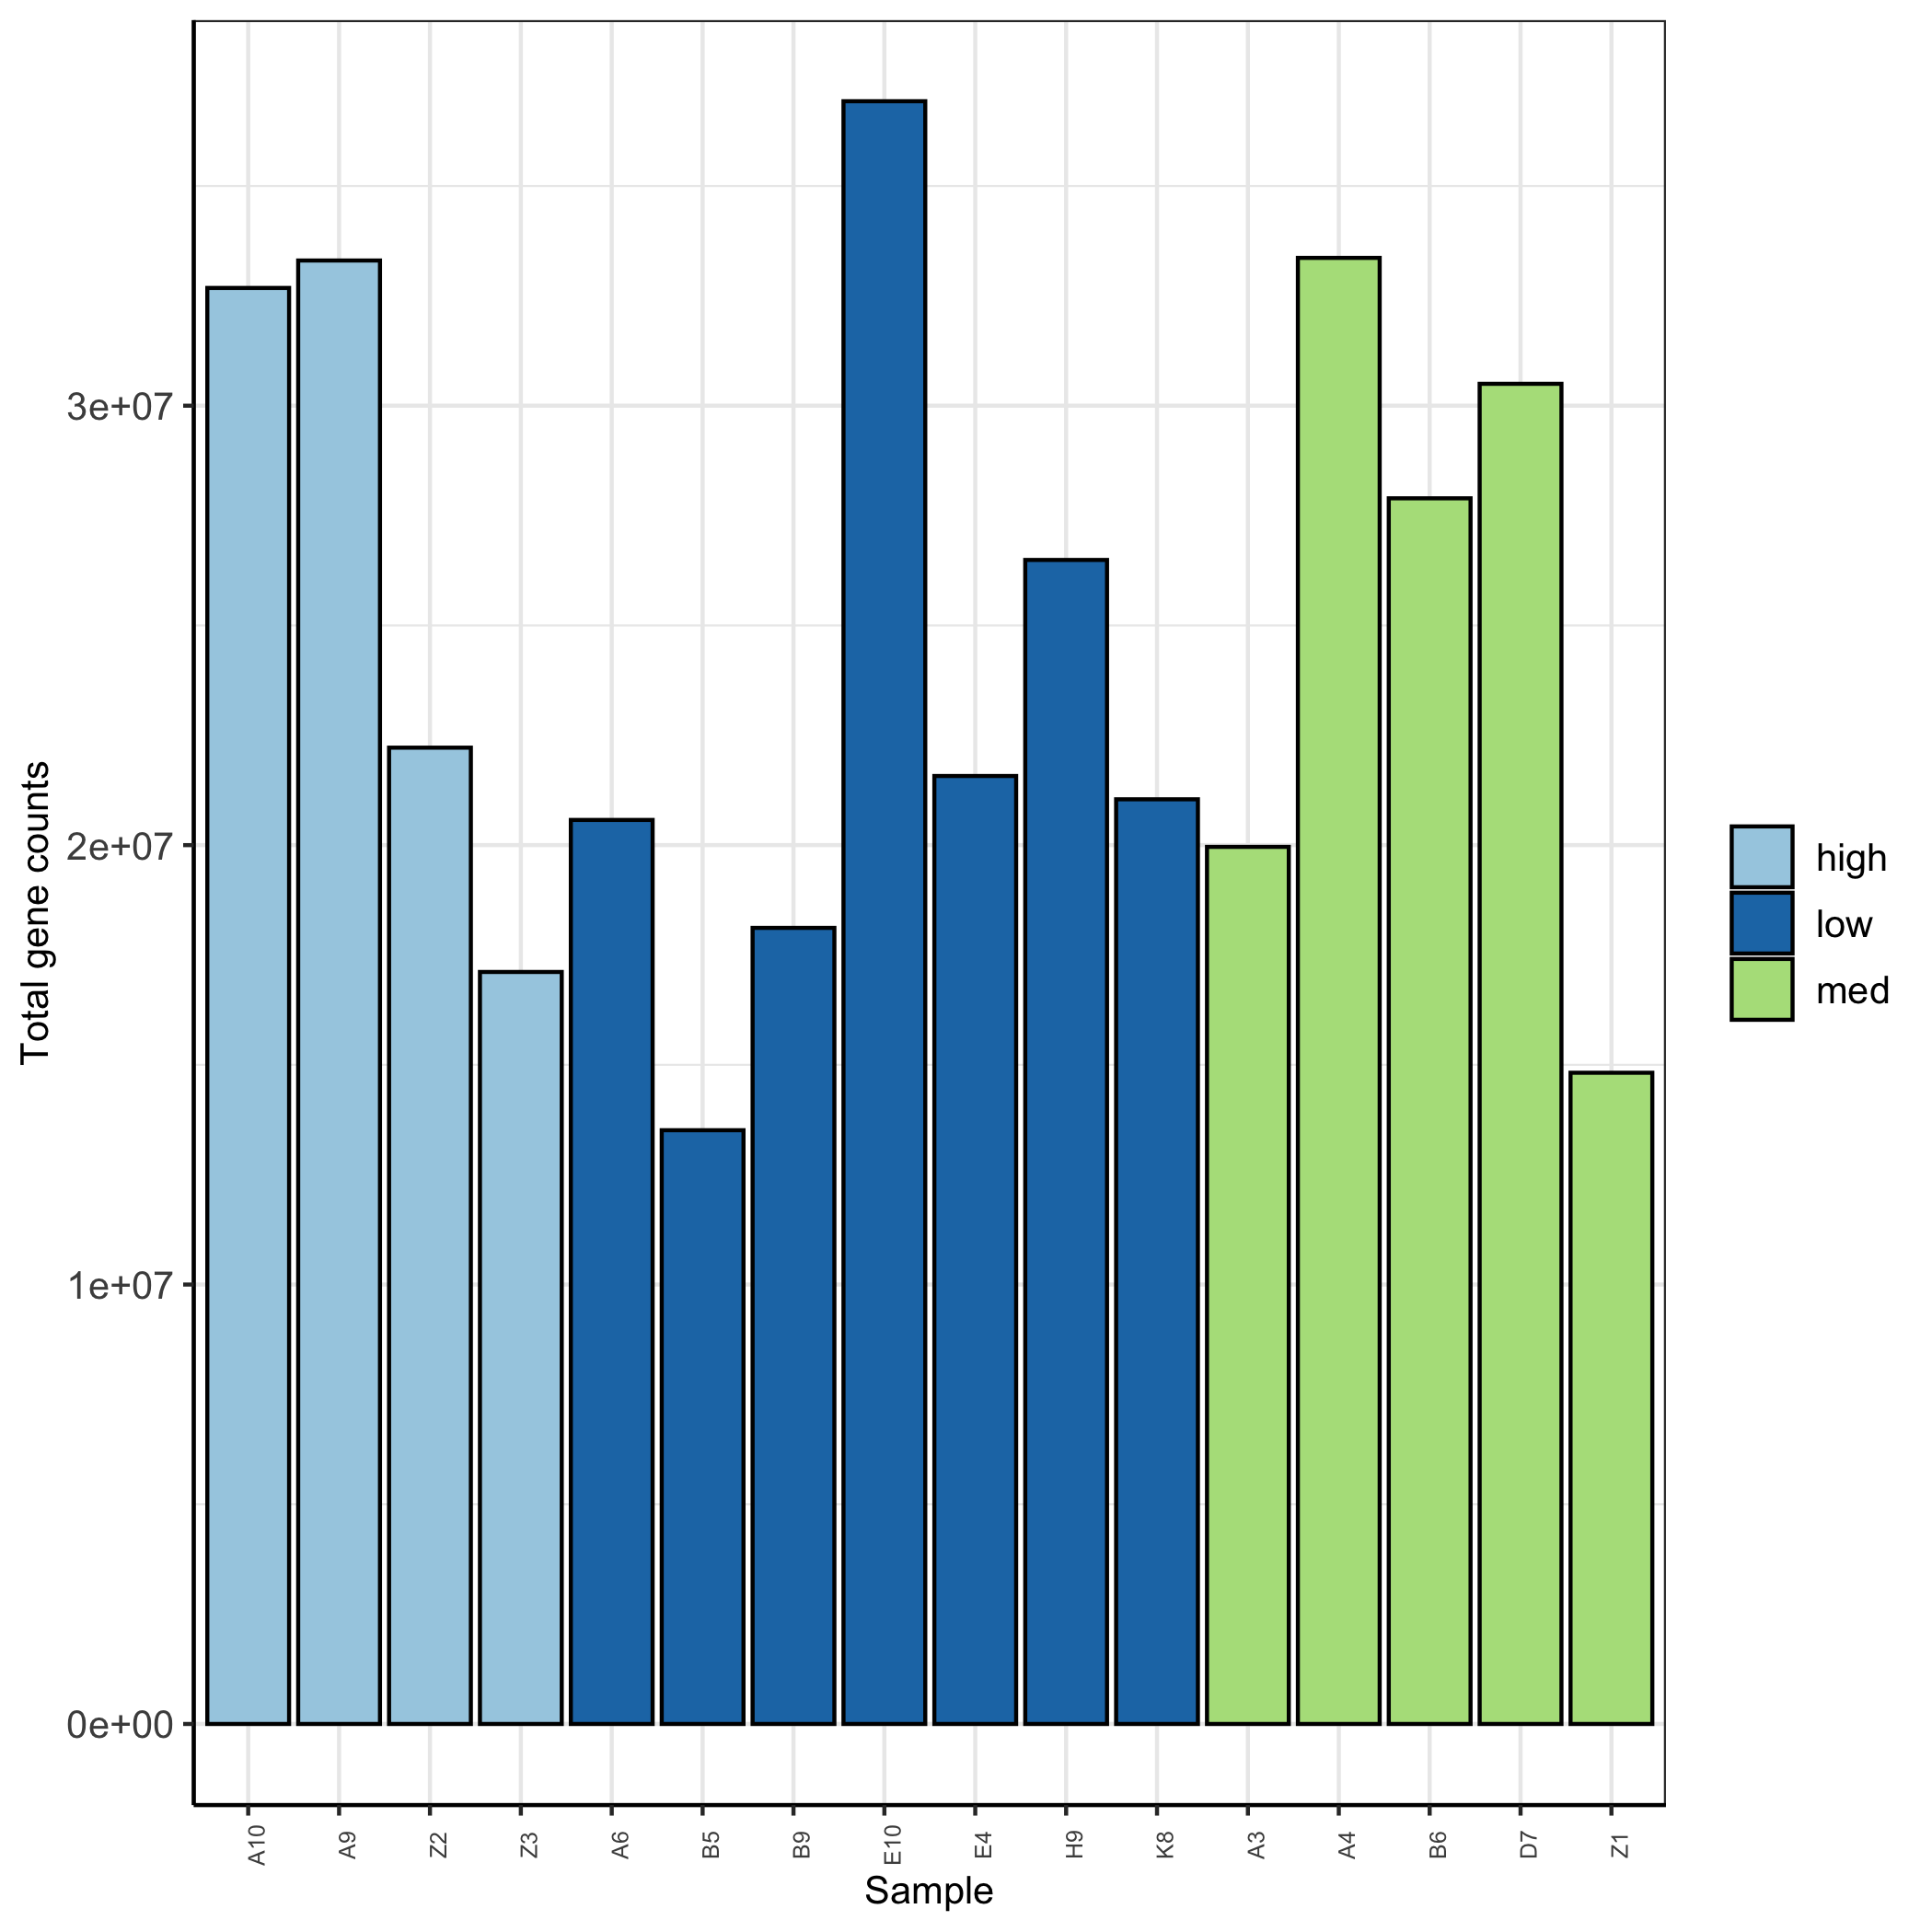 Total gene counts
3e+07
2e+07
1e+07
0e+00
A10
A9
Z2
Z3
A6
B5
B9
E10
E4
H9
K8
A3
A4
B6
D7
Z1
Sample
high
low
med